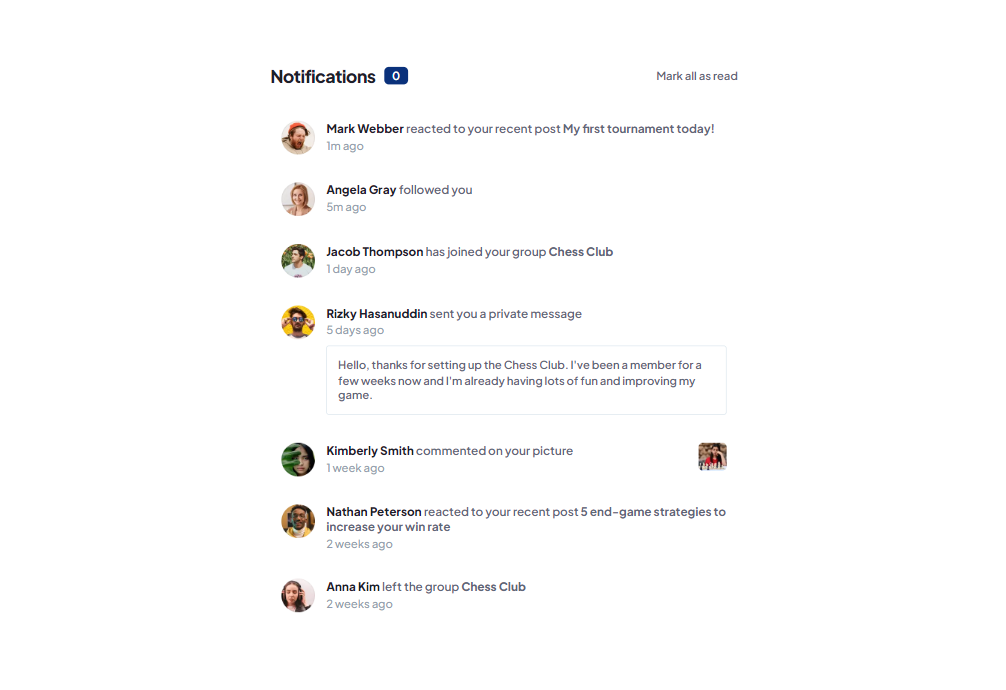 Notifications 0 Mark all as read
Mark Webber reacted to your recent post My first tournament today!
1m ago
Angela Gray followed you
5m ago
Jacob Thompson has joined your group Chess Club
1 day ago
Rizky Hasanuddin sent you a private message
5 days ago
Hello, thanks for setting up the Chess Club. I've been a member for a
few weeks now and I'm already having lots of fun and improving my
game.
Kimberly Smith commented on your picture
1 week ago
Nathan Peterson reacted to your recent post 5 end-game strategies to
increase your win rate
2 weeks ago
Anna Kim left the group Chess Club
2 weeks ago